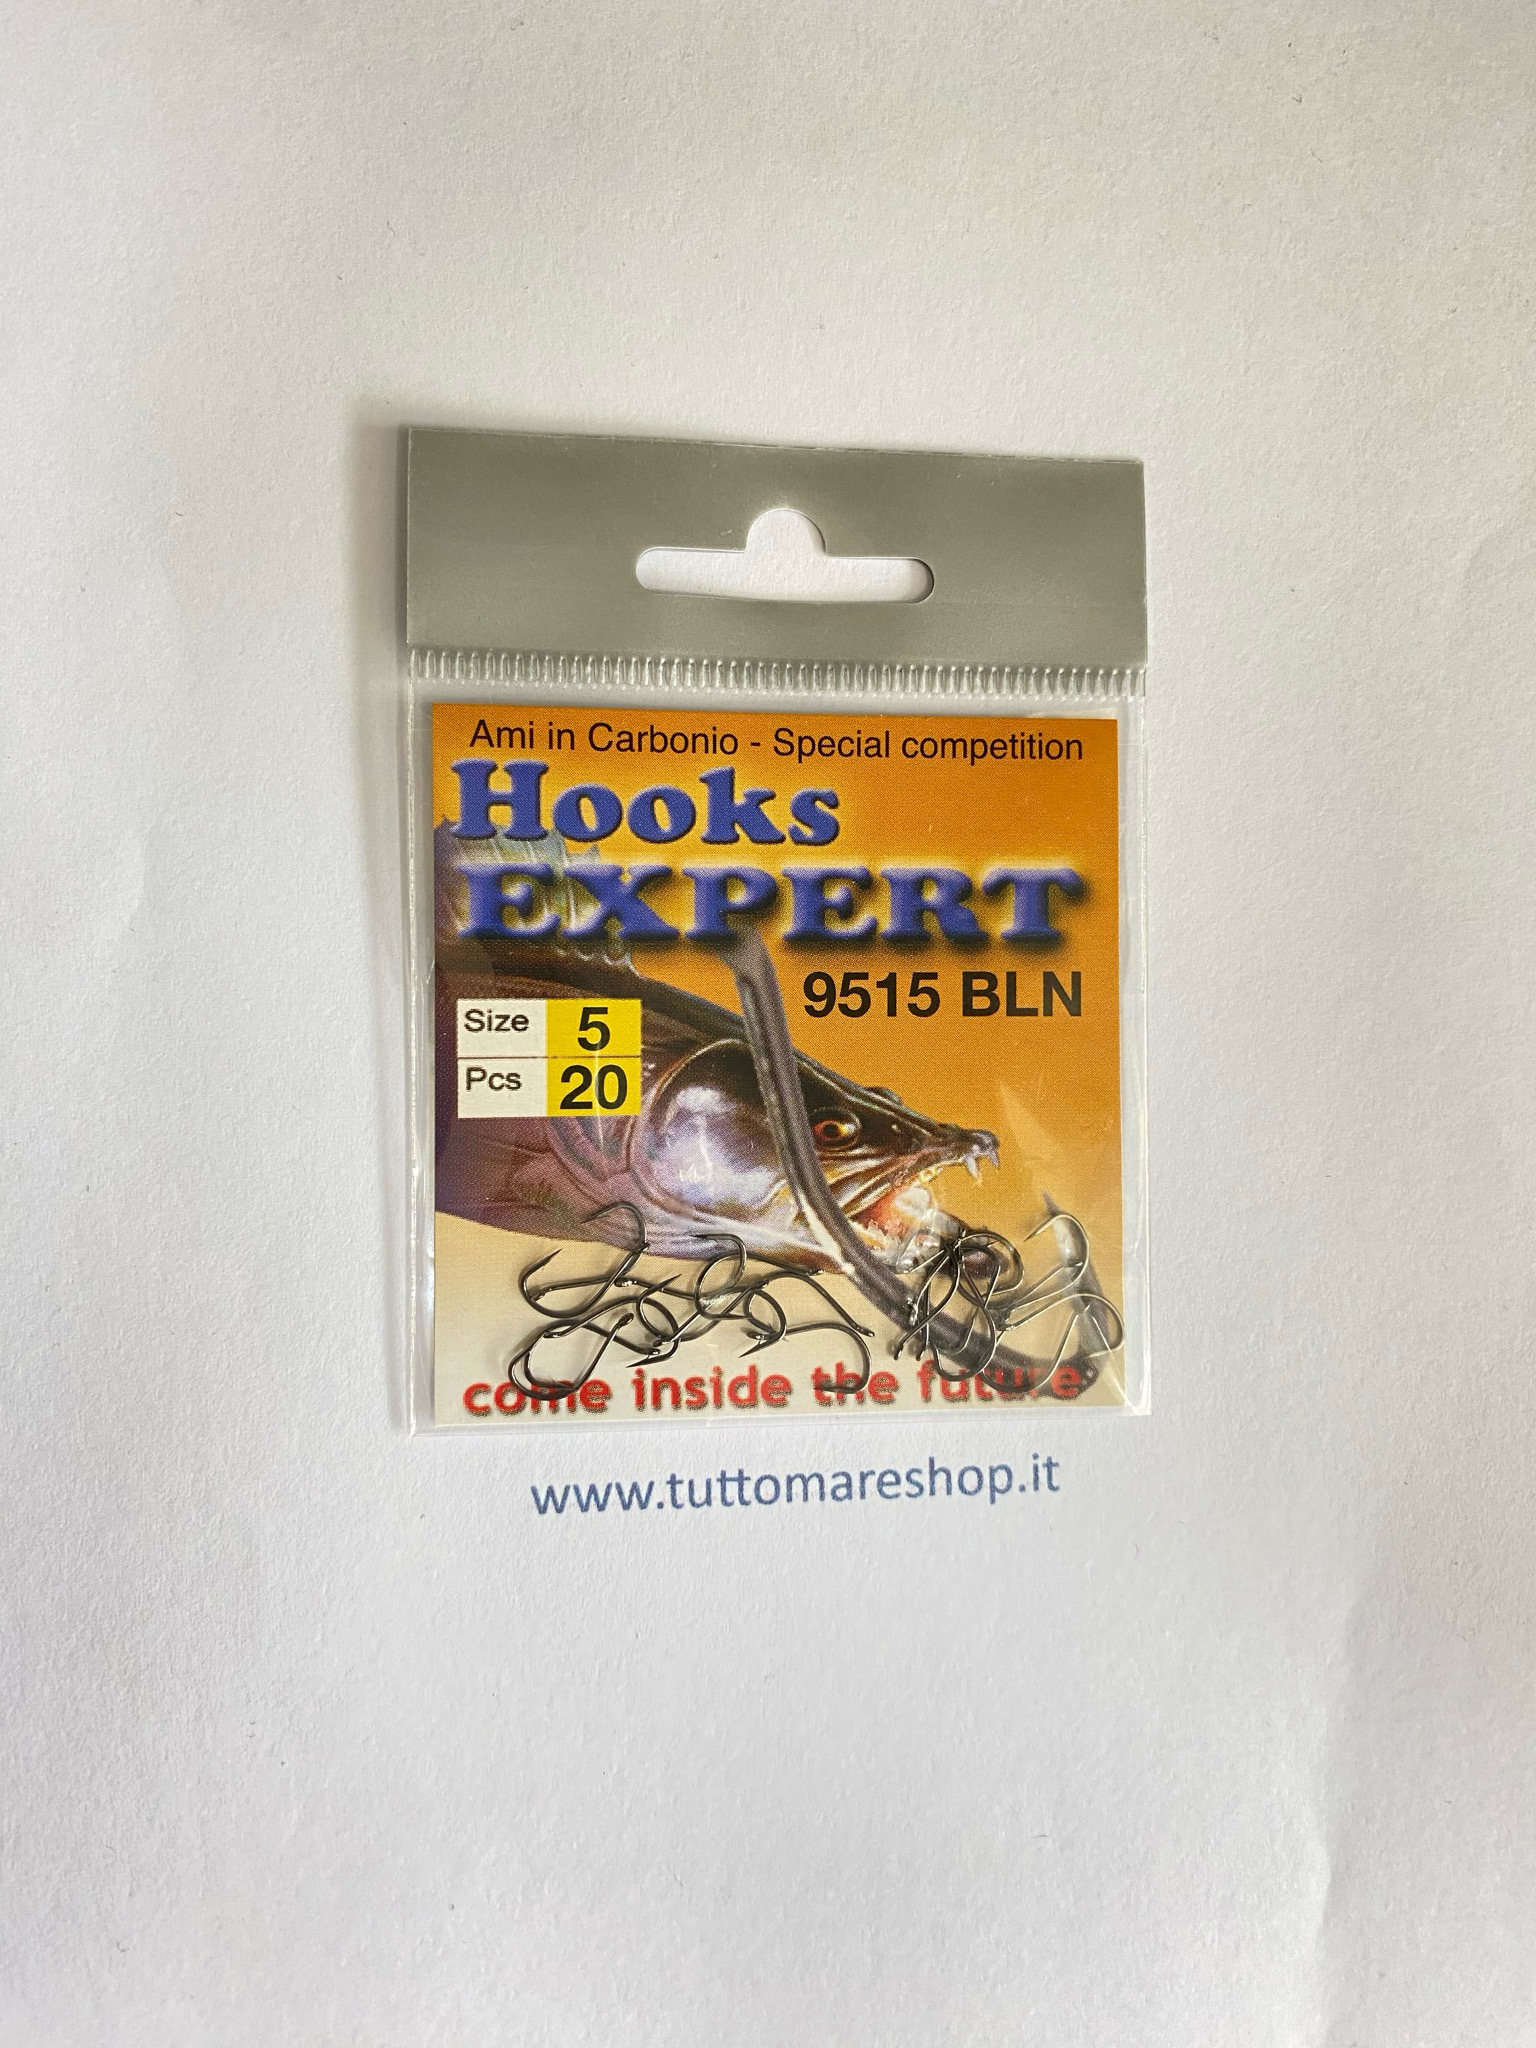 Ami in Carbonio - Special competition
Hooks
EXPERT
9515 BLN
Size 5
Pcs 20
come inside the future
www.tuttomareshop.it